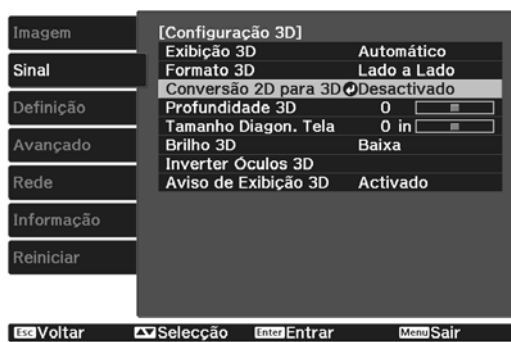 Imagem
Sinal
Definição
Avançado
Rede
Informação
Reiniciar
[Configuração 3D]
Exibição 3D Automático
Formato 3D Lado a Lado
Conversão 2D para 3D Desactivado
Profundidade 3D 0
Tamanho Diagon. Tela 0 in
Brilho 3D Baixa
Inverter Óculos 3D
Aviso de Exibição 3D Activado
Esc Voltar Selecção Enter Entrar Menu Sair